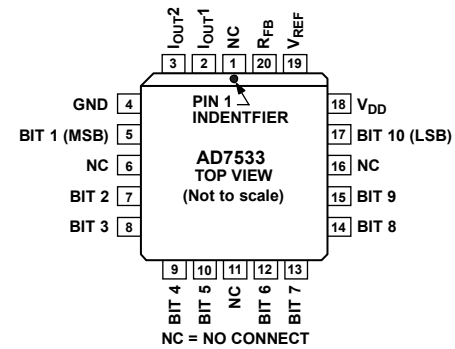 IOUT2
IOUT1
NC
RFB
VREF
3 2 1 20 19
GND 4
BIT 1 (MSB) 5
NC 6
BIT 2 7
BIT 3 8
PIN 1
INDENTFIER
AD7533
TOP VIEW
(Not to scale)
18 VDD
17 BIT 10 (LSB)
16 NC
15 BIT 9
14 BIT 8
9 10 11 12 13
BIT 4
BIT 5
NC
BIT 6
BIT 7
NC = NO CONNECT